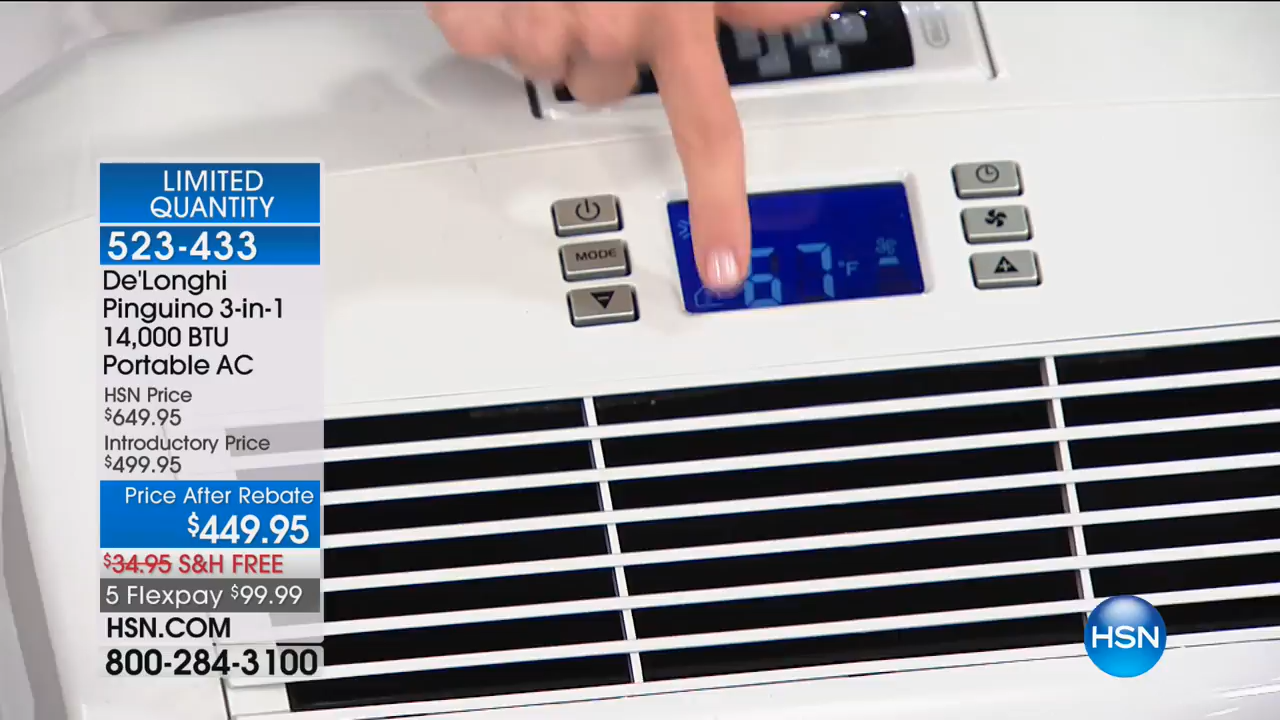 LIMITED
QUANTITY
523-433
De'Longhi
Pinguino 3-in-1
14,000 BTU
Portable AC
HSN Price
$649.95
Introductory Price
$499.95
Price After Rebate
$449.95
$34.95 S&H FREE
5 Flexpay $99.99
HSN.COM
800-284-3100
MODE
67°F
HSN